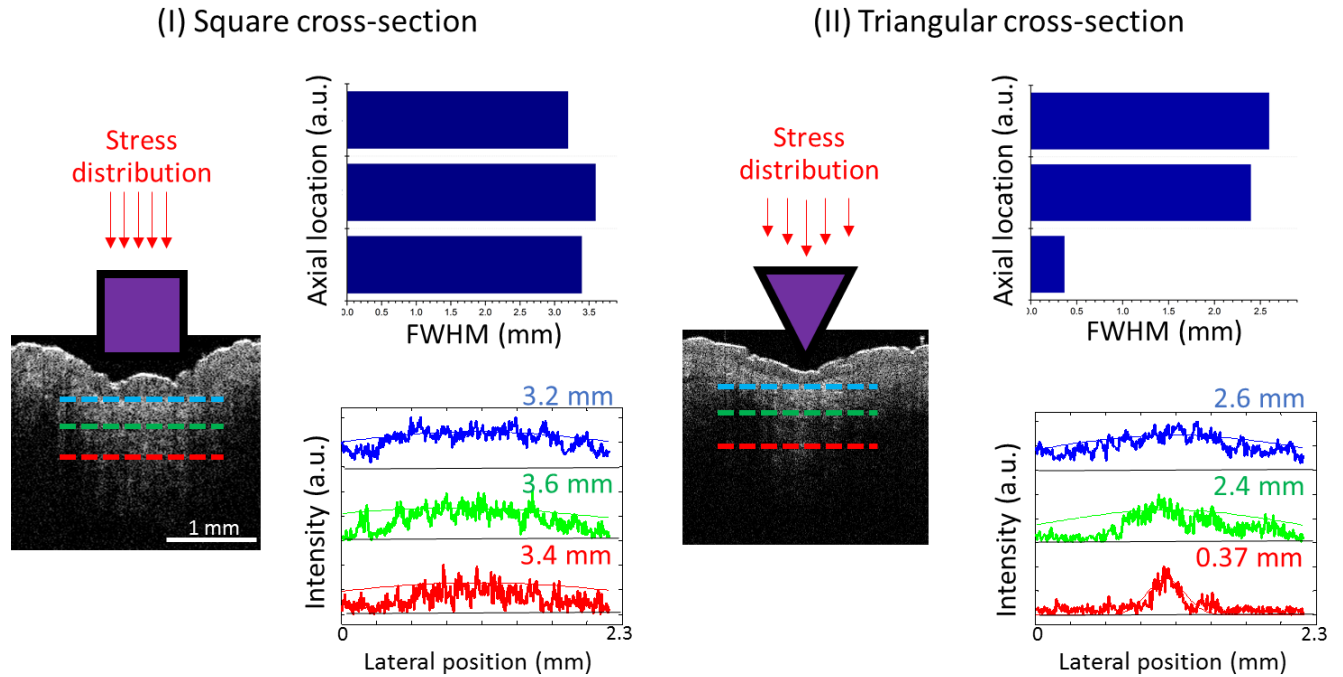 (I) Square cross-section
(II) Triangular cross-section
Stress
distribution
Axial location (a.u.)
0.0 0.5 1.0 1.5 2.0 2.5 3.0 3.5
FWHM (mm)
1 mm
Intensity (a.u.)
3.2 mm
3.6 mm
3.4 mm
0 2.3
Lateral position (mm)
Stress
distribution
Axial location (a.u.)
0.0 0.5 1.0 1.5 2.0 2.5
FWHM (mm)
Intensity (a.u.)
2.6 mm
2.4 mm
0.37 mm
0 2.3
Lateral position (mm)